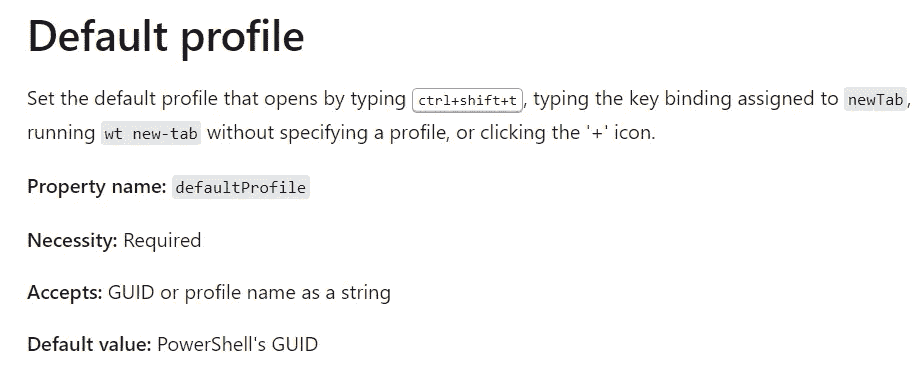 Default profile
Set the default profile that opens by typing ctrl+shift+t, typing the key binding assigned to newTab,
running wt new-tab without specifying a profile, or clicking the '+' icon.
Property name: defaultProfile
Necessity: Required
Accepts: GUID or profile name as a string
Default value: PowerShell's GUID